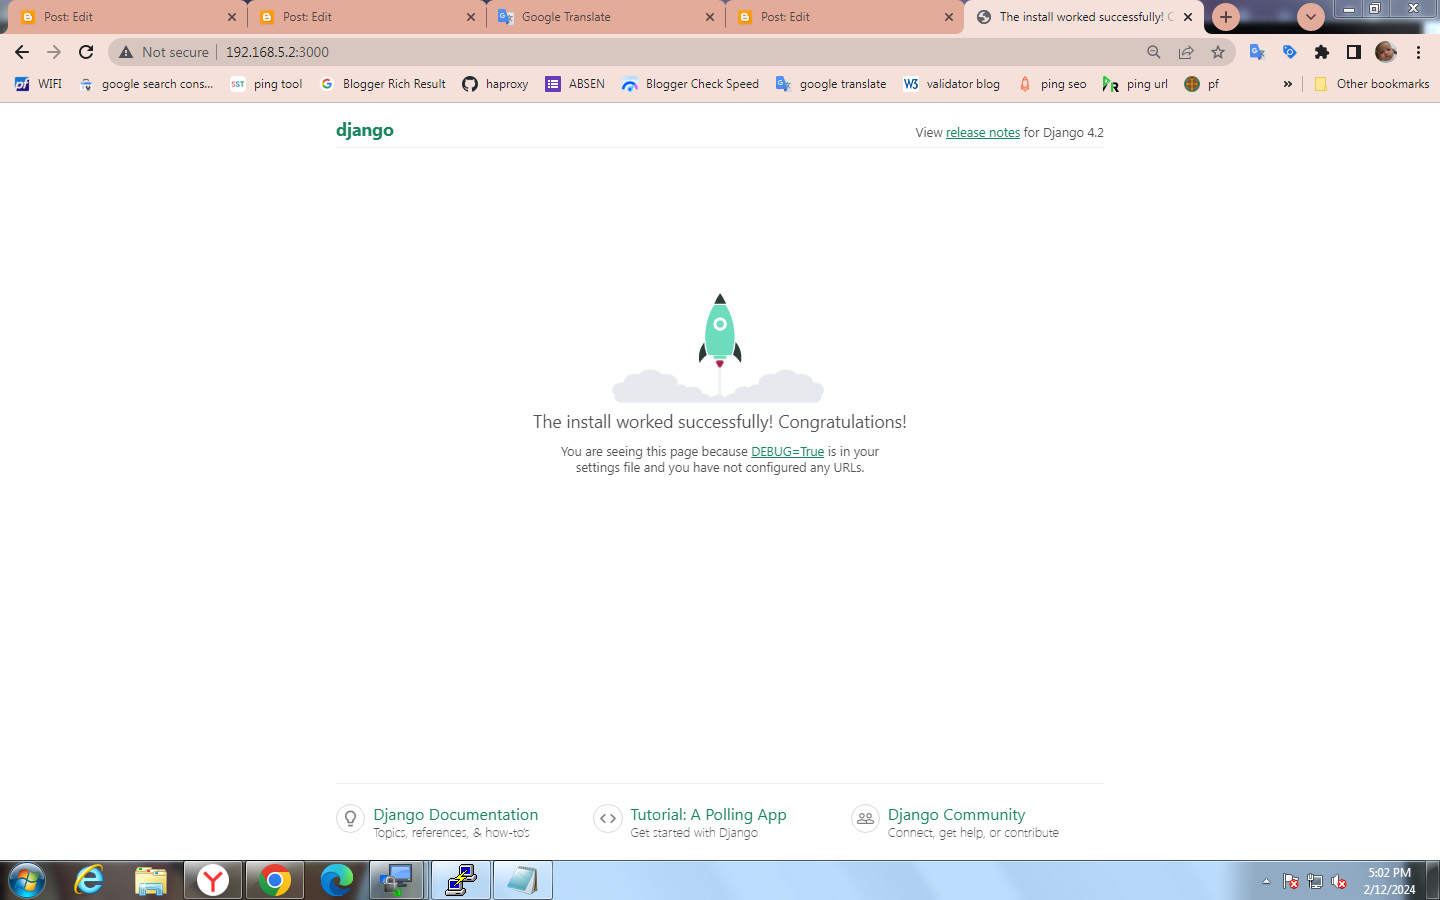 Post: Edit
Post: Edit
Google Translate
Post: Edit
The install worked successfully! C
Not secure
192.168.5.2:3000
WIFI
google search cons...
SST
ping tool
Blogger Rich Result
haproxy
ABSEN
Blogger Check Speed
google translate
W3
validator blog
ping seo
ping url
pf
»
Other bookmarks
django
View release notes for Django 4.2
The install worked successfully! Congratulations!
You are seeing this page because DEBUG=True is in your
settings file and you have not configured any URLs.
Django Documentation
Topics, references, & how-to's
Tutorial: A Polling App
Get started with Django
Django Community
Connect, get help, or contribute
5:02 PM
2/12/2024